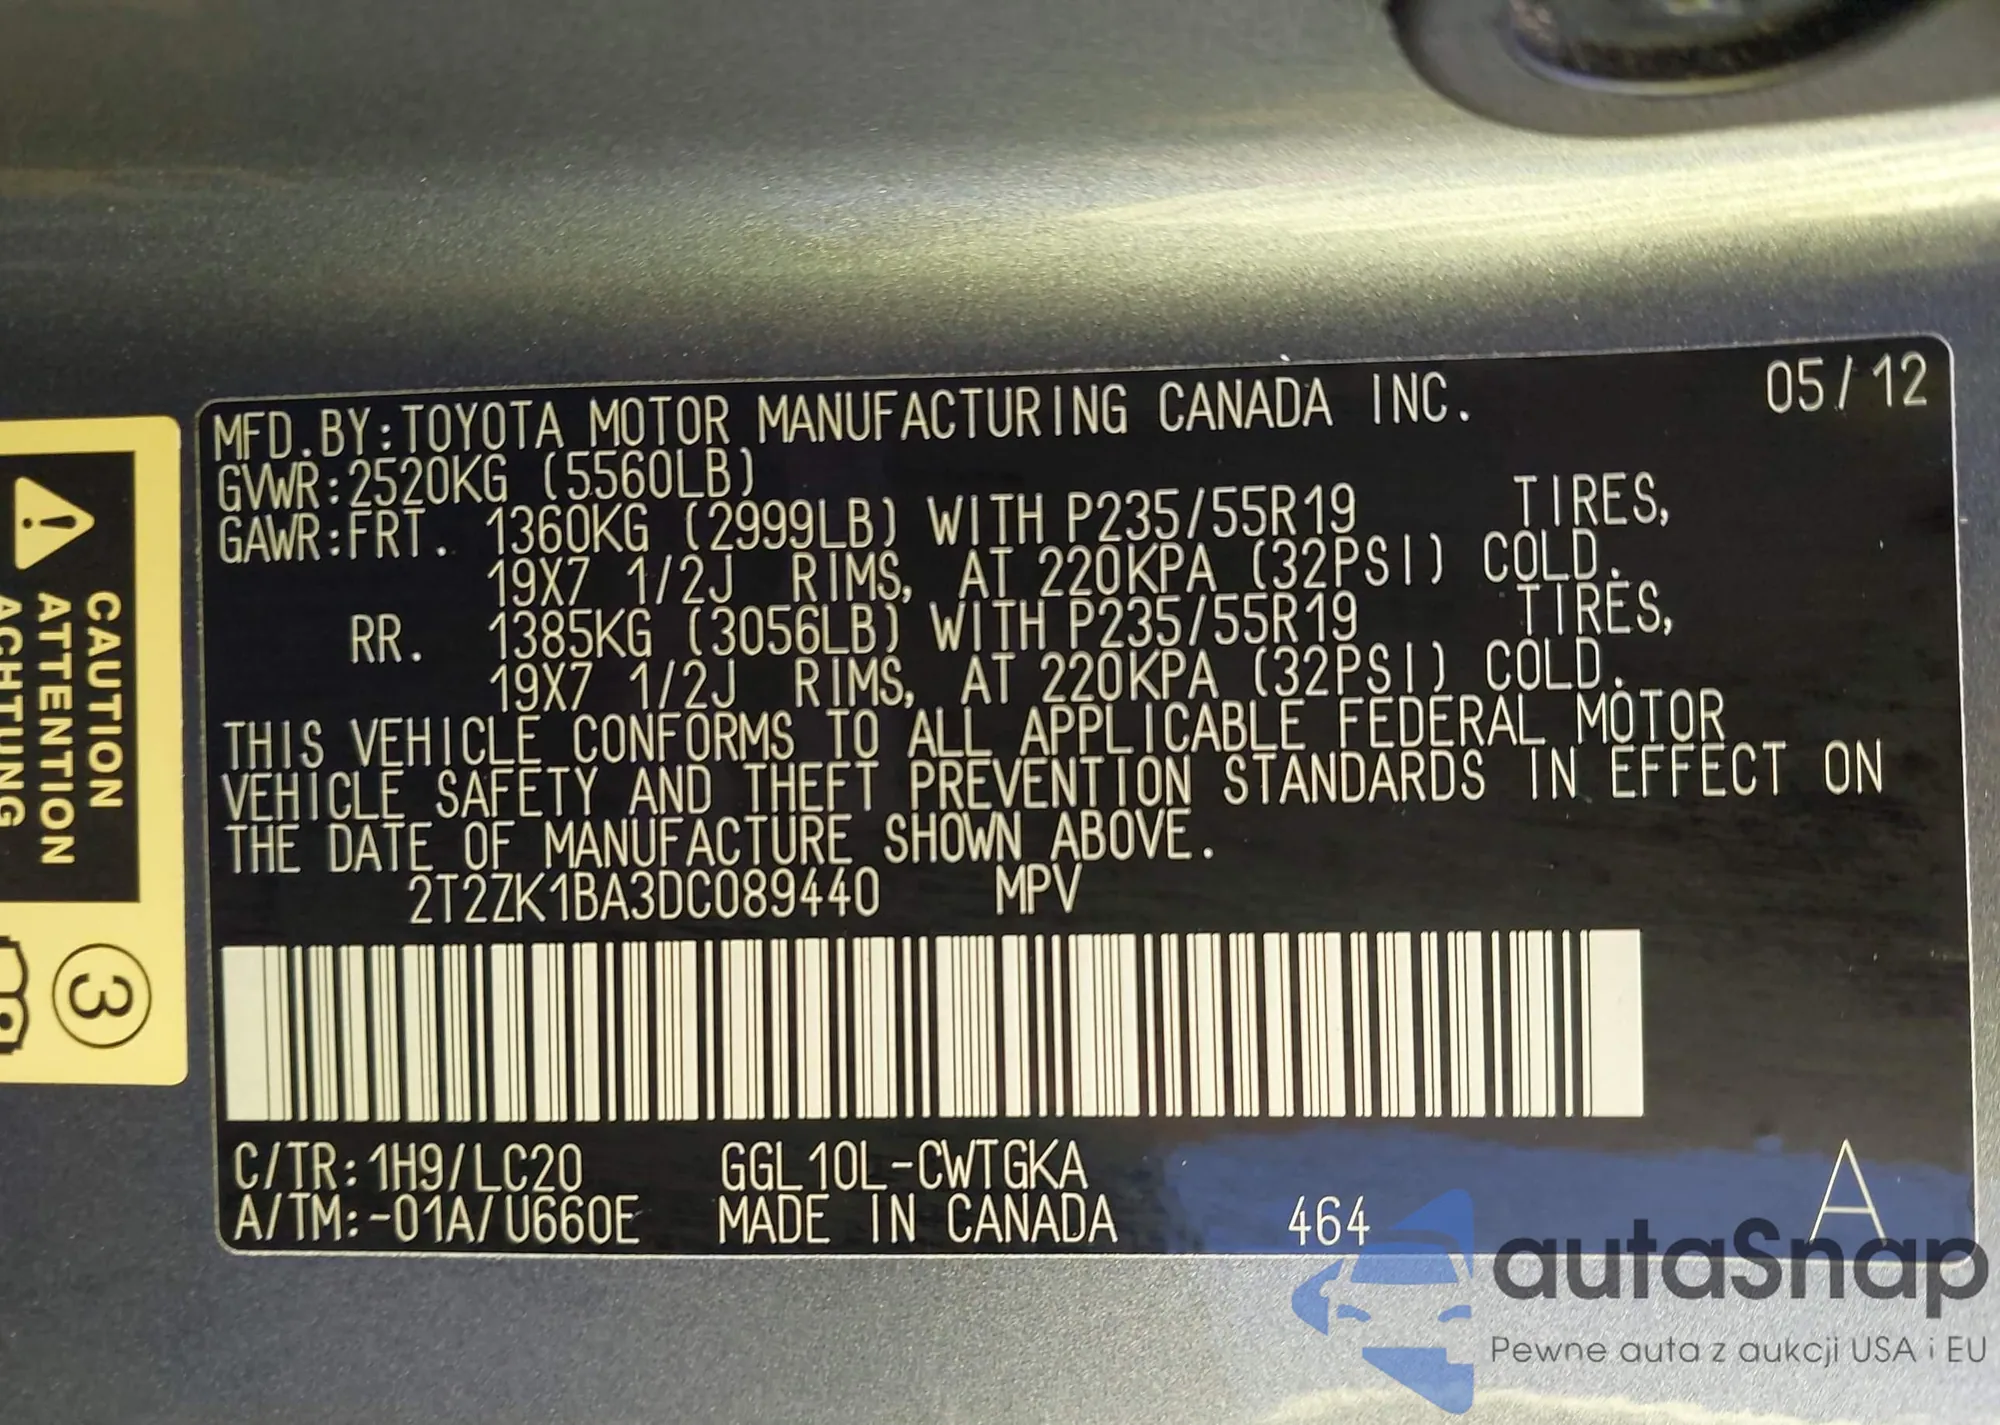 MFD.BY:TOYOTA MOTOR MANUFACTURING CANADA INC. 05/12
GVWR:2520KG (5560LB)
GAWR:FRT. 1360KG (2999LB) WITH P235/55R19 TIRES,
19X7 1/2J RIMS, AT 220KPA (32PSI) COLD.
RR. 1385KG (3056LB) WITH P235/55R19 TIRES,
19X7 1/2J RIMS, AT 220KPA (32PSI) COLD.
THIS VEHICLE CONFORMS TO ALL APPLICABLE FEDERAL MOTOR
VEHICLE SAFETY AND THEFT PREVENTION STANDARDS IN EFFECT ON
THE DATE OF MANUFACTURE SHOWN ABOVE.
2T2ZK1BA3DC089440 MPV
C/TR:1H9/LC20 GGL10L-CWTGKA A
A/TM:-01A/U660E MADE IN CANADA 464
CAUTION
ATTENTION
ACHTUNG
3
autaSnap
Pewne auta z aukcji USA i EU